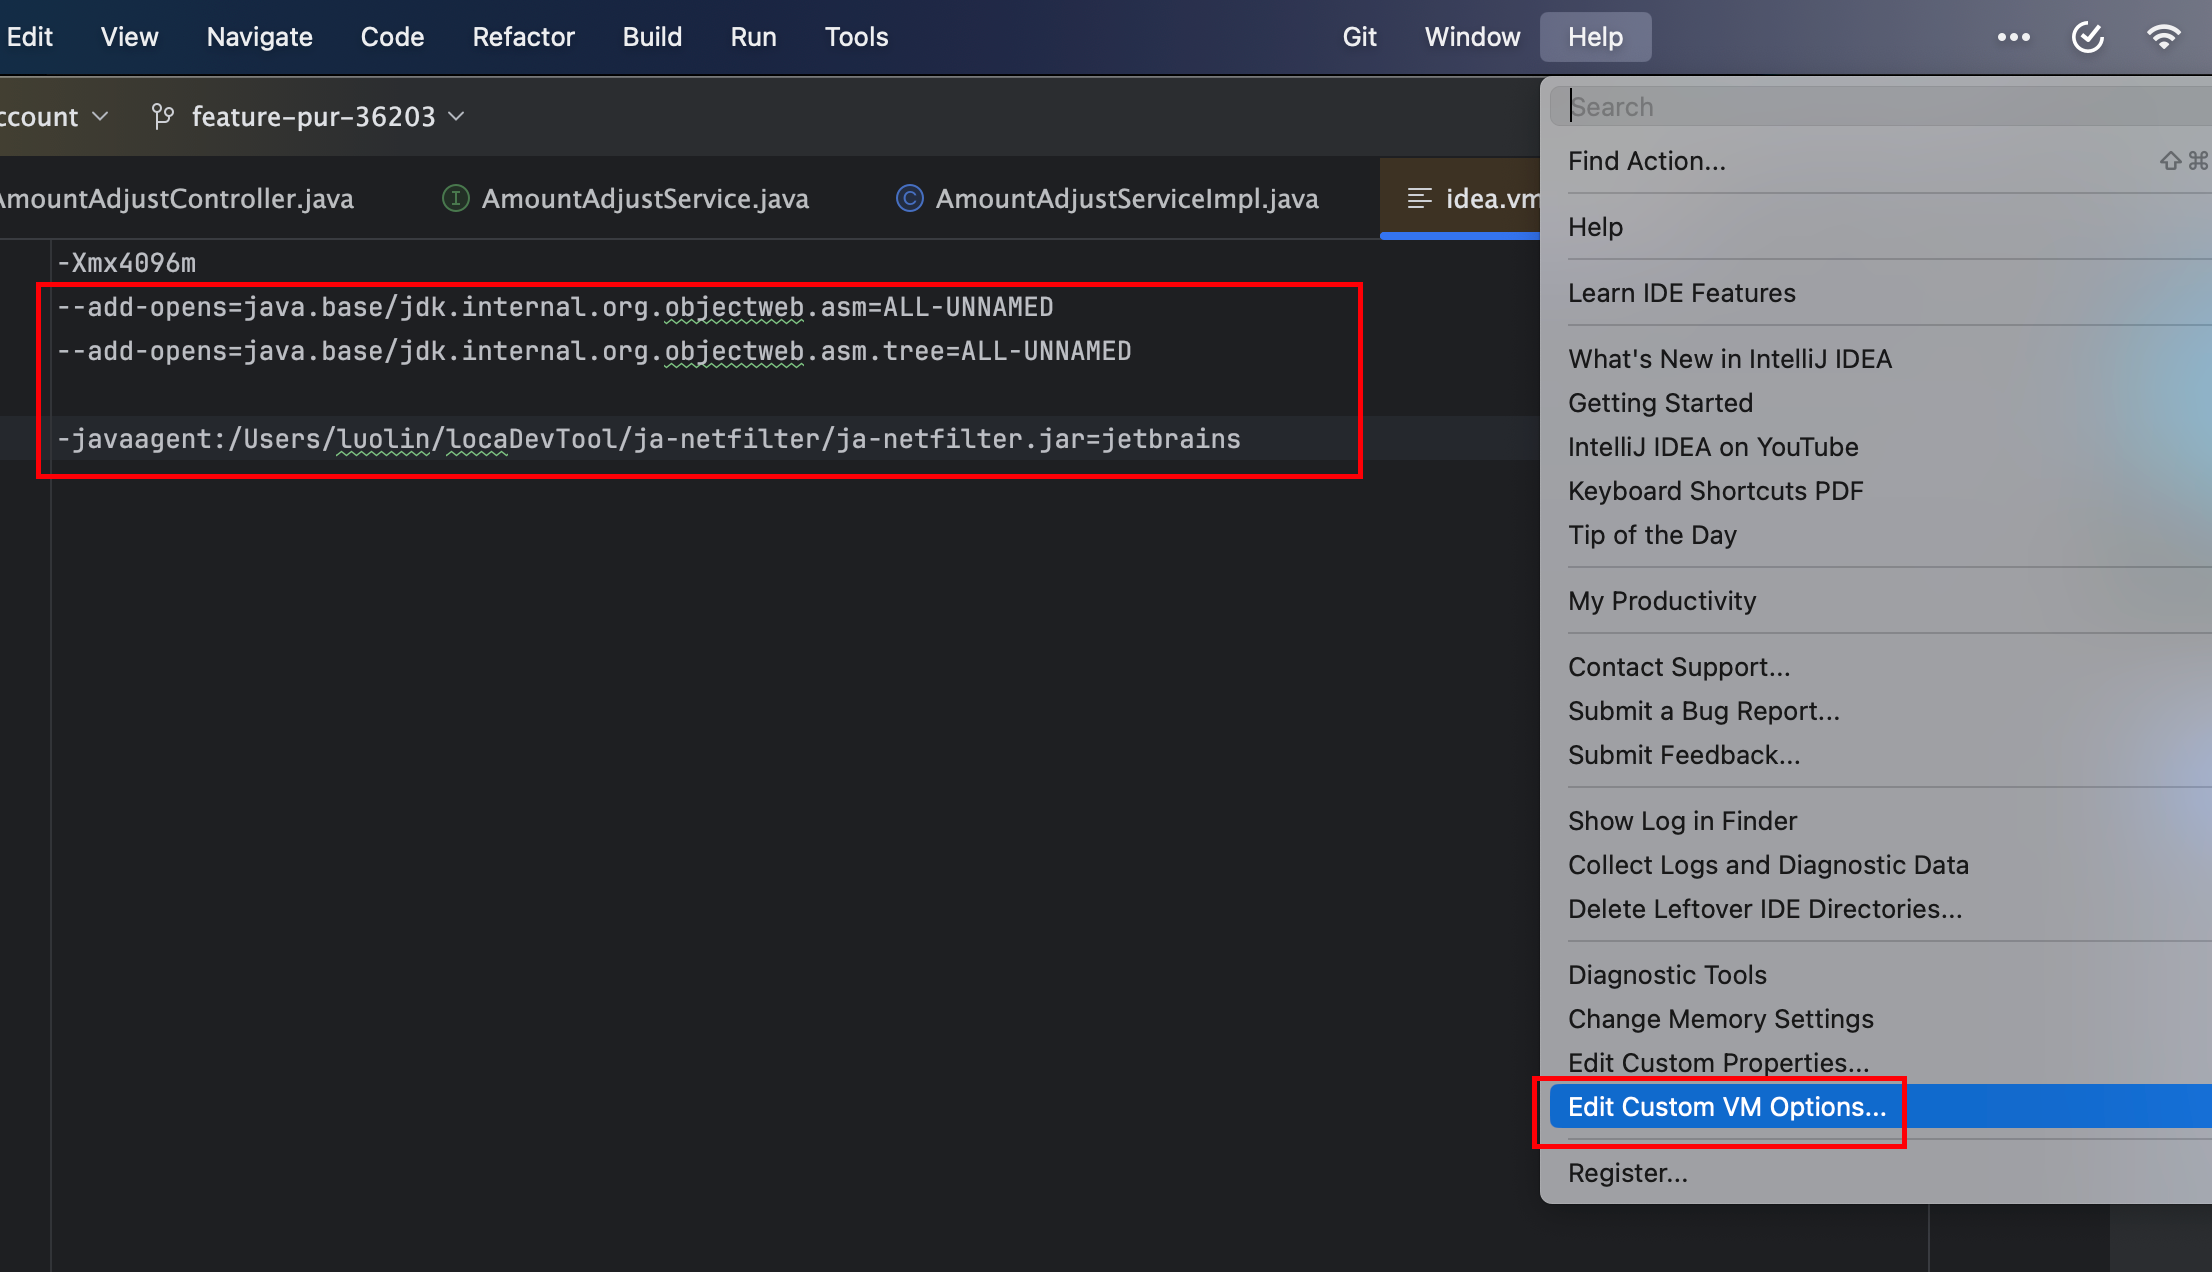 Edit View Navigate Code Refactor Build Run Tools Git Window Help
ccount feature-pur-36203
AmountAdjustController.java AmountAdjustService.java AmountAdjustServiceImpl.java idea.vm
-Xmx4096m
--add-opens=java.base/jdk.internal.org.objectweb.asm=ALL-UNNAMED
--add-opens=java.base/jdk.internal.org.objectweb.asm.tree=ALL-UNNAMED
-javaagent:/Users/luolin/locaDevTool/ja-netfilter/ja-netfilter.jar=jetbrains
Search
Find Action... ⇧⌘
Help
Learn IDE Features
What's New in IntelliJ IDEA
Getting Started
IntelliJ IDEA on YouTube
Keyboard Shortcuts PDF
Tip of the Day
My Productivity
Contact Support...
Submit a Bug Report...
Submit Feedback...
Show Log in Finder
Collect Logs and Diagnostic Data
Delete Leftover IDE Directories...
Diagnostic Tools
Change Memory Settings
Edit Custom Properties...
Edit Custom VM Options...
Register...